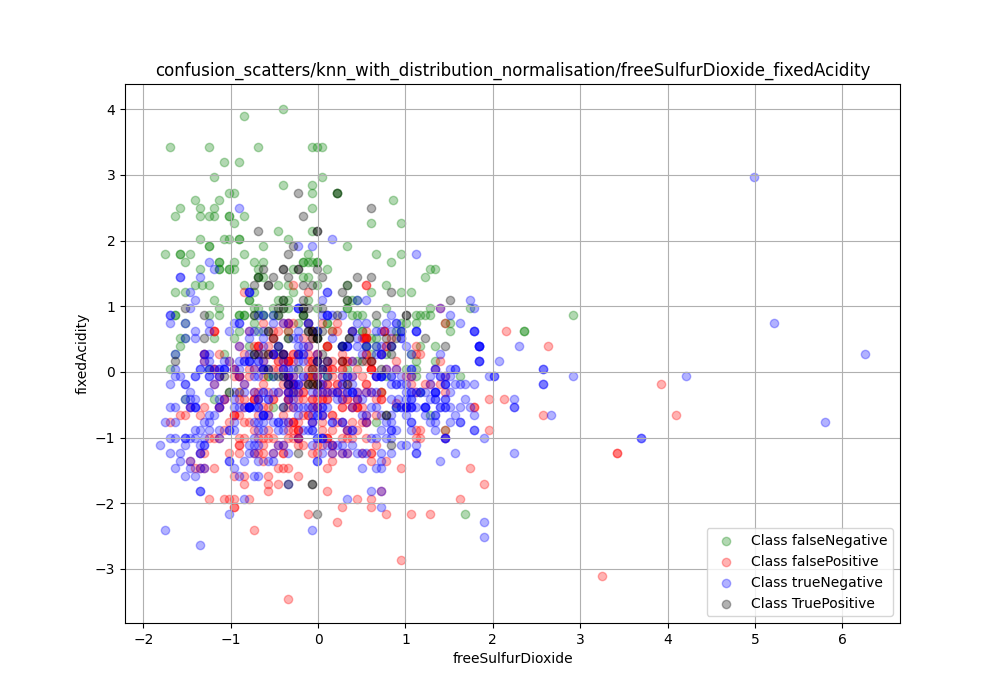 confusion_scatters/knn_with_distribution_normalisation/freeSulfurDioxide_fixedAcidity
4
3
2
1
0
−1
−2
−3
fixedAcidity
Class falseNegative
Class falsePositive
Class trueNegative
Class TruePositive
−2 −1 0 1 2 3 4 5 6
freeSulfurDioxide